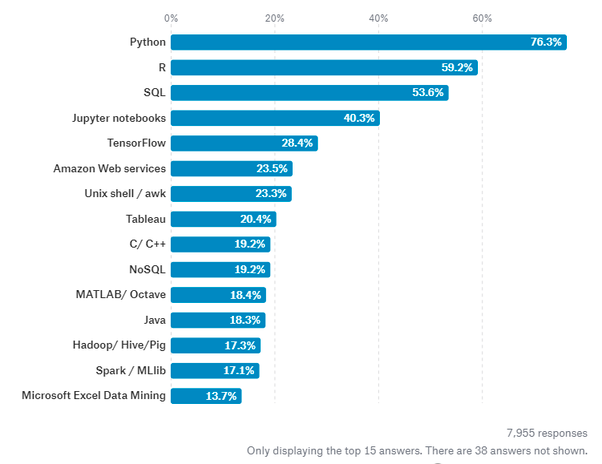 0% 20% 40% 60%
Python 76.3%
R 59.2%
SQL 53.6%
Jupyter notebooks 40.3%
TensorFlow 28.4%
Amazon Web services 23.5%
Unix shell / awk 23.3%
Tableau 20.4%
C/ C++ 19.2%
NoSQL 19.2%
MATLAB/ Octave 18.4%
Java 18.3%
Hadoop/ Hive/Pig 17.3%
Spark / MLlib 17.1%
Microsoft Excel Data Mining 13.7%
7,955 responses
Only displaying the top 15 answers. There are 38 answers not shown.